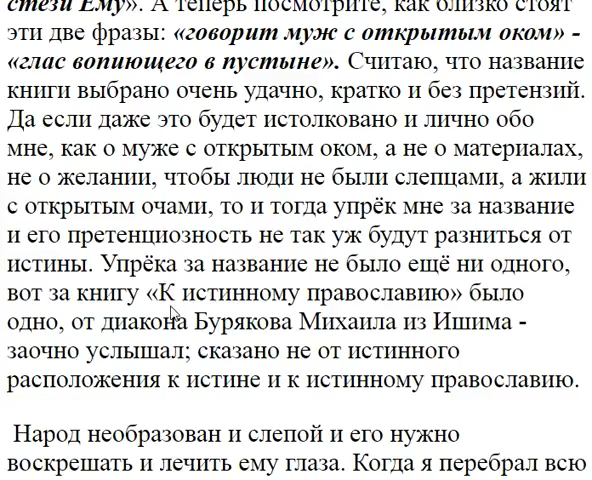 стези Ему». А теперь посмотрите, как близко стоят
эти две фразы: «говорит муж с открытым оком» -
«глас вопиющего в пустыне». Считаю, что название
книги выбрано очень удачно, кратко и без претензий.
Да если даже это будет истолковано и лично обо
мне, как о муже с открытым оком, а не о материалах,
не о желании, чтобы люди не были слепцами, а жили
с открытым очами, то и тогда упрёк мне за название
и его претенциозность не так уж будут разниться от
истины. Упрёка за название не было ещё ни одного,
вот за книгу «К истинному православию» было
одно, от диакона Бурякова Михаила из Ишима -
заочно услышал; сказано не от истинного
расположения к истине и к истинному православию.
Народ необразован и слепой и его нужно
воскрешать и лечить ему глаза. Когда я перебрал всю